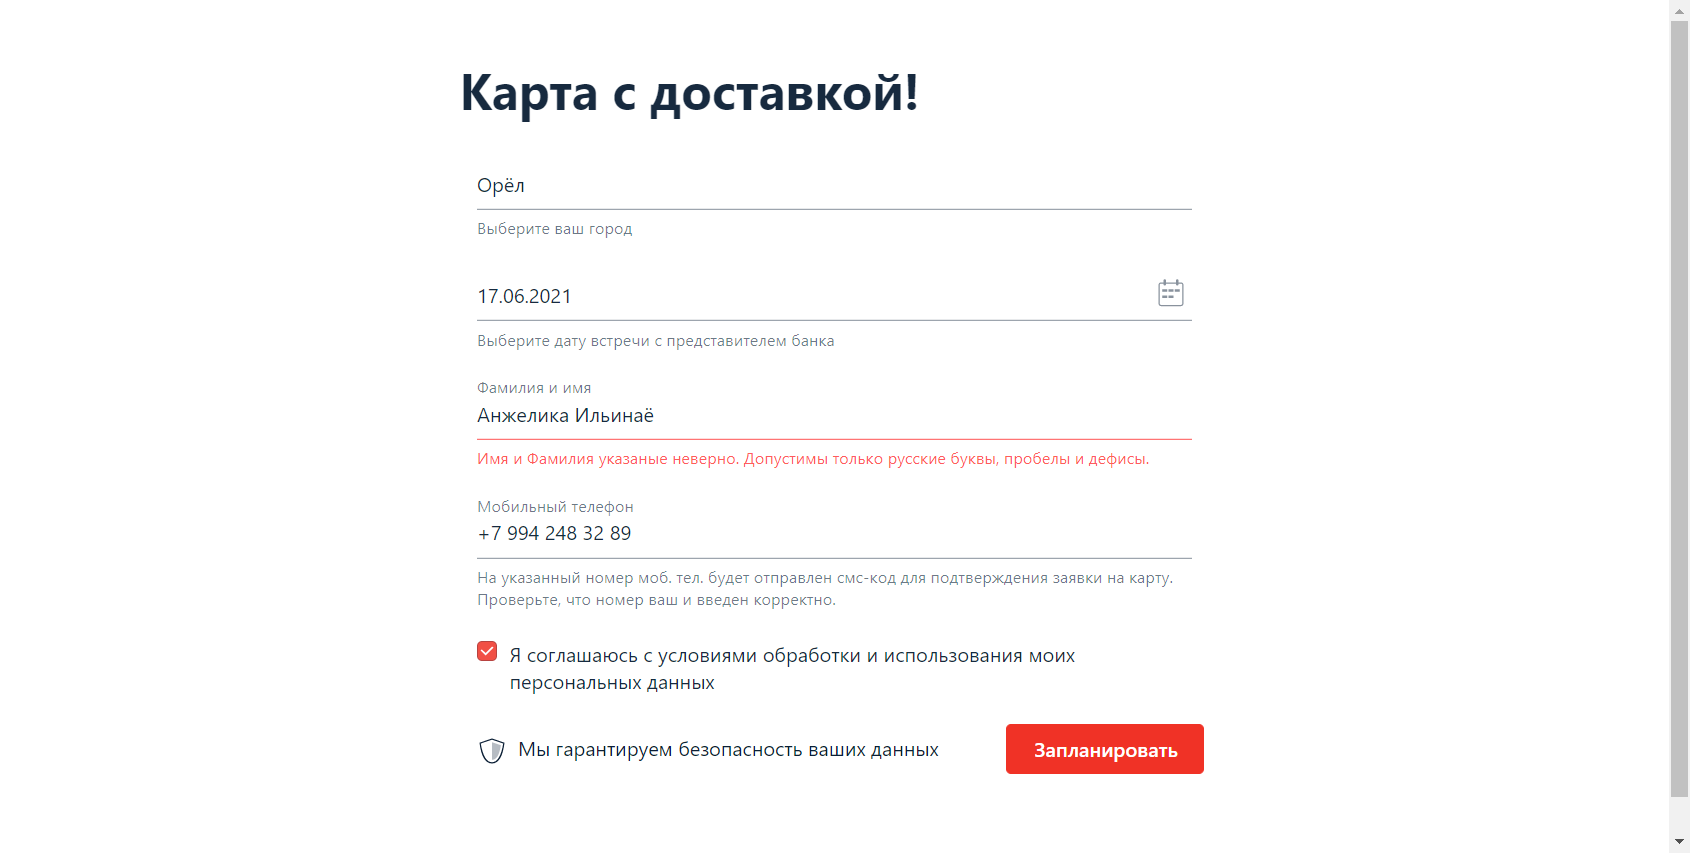 Карта с доставкой!
Орёл
Выберите ваш город
17.06.2021
Выберите дату встречи с представителем банка
Фамилия и имя
Анжелика Ильинаё
Имя и Фамилия указаные неверно. Допустимы только русские буквы, пробелы и дефисы.
Мобильный телефон
+7 994 248 32 89
На указанный номер моб. тел. будет отправлен смс-код для подтверждения заявки на карту.
Проверьте, что номер ваш и введен корректно.
Я соглашаюсь с условиями обработки и использования моих
персональных данных
Мы гарантируем безопасность ваших данных
Запланировать